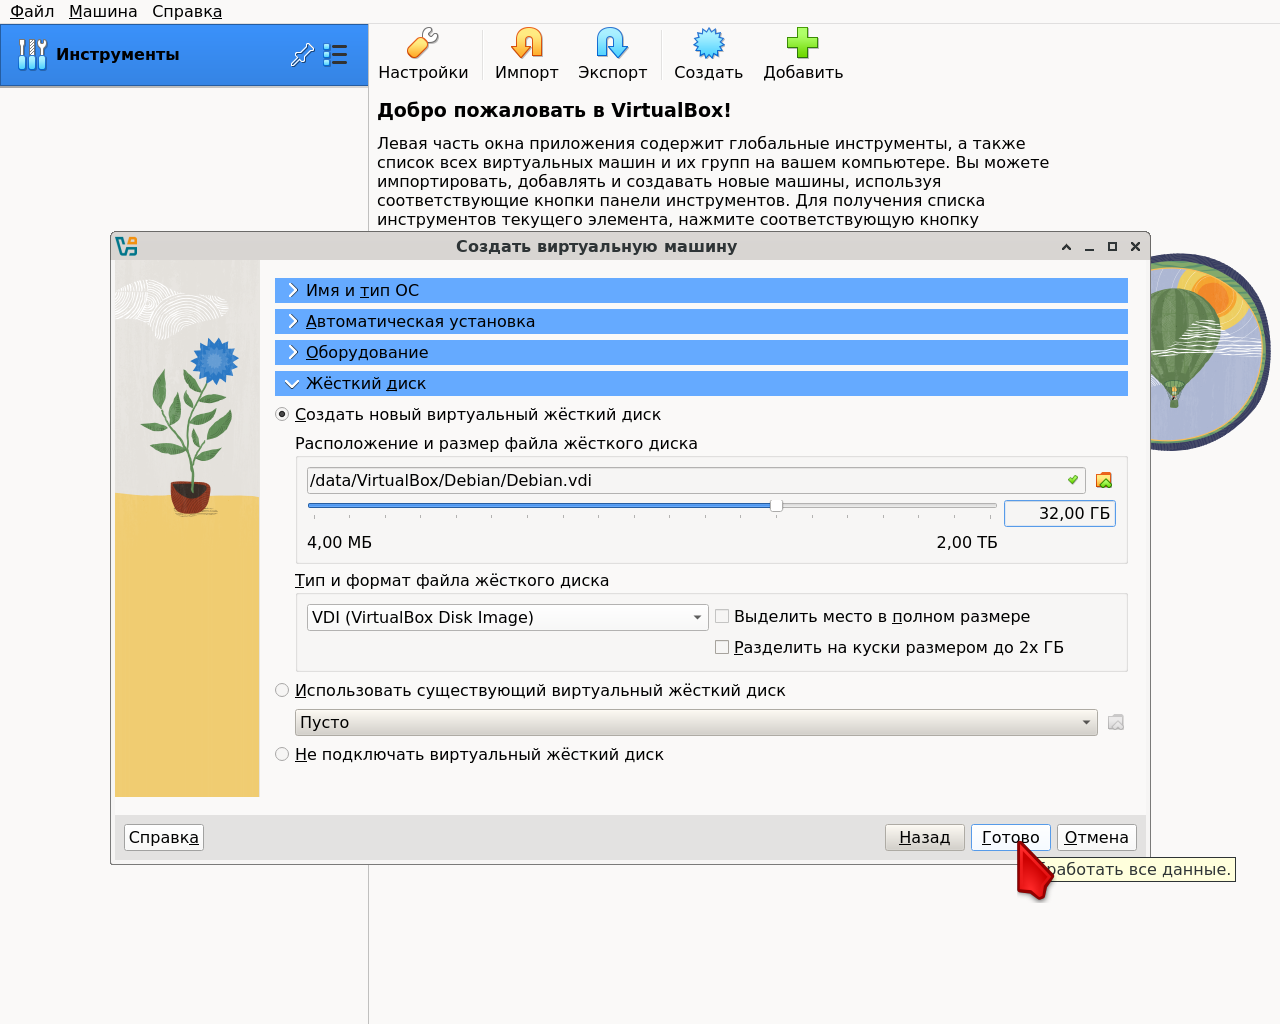 Файл Машина Справка
Инструменты
Настройки Импорт Экспорт Создать Добавить
Добро пожаловать в VirtualBox!
Левая часть окна приложения содержит глобальные инструменты, а также
список всех виртуальных машин и их групп на вашем компьютере. Вы можете
импортировать, добавлять и создавать новые машины, используя
соответствующие кнопки панели инструментов. Для получения списка
инструментов текущего элемента, нажмите соответствующую кнопку
Создать виртуальную машину
Имя и тип ОС
Автоматическая установка
Оборудование
Жёсткий диск
Создать новый виртуальный жёсткий диск
Расположение и размер файла жёсткого диска
/data/VirtualBox/Debian/Debian.vdi
32,00 ГБ
4,00 МБ 2,00 ТБ
Тип и формат файла жёсткого диска
VDI (VirtualBox Disk Image) Выделить место в полном размере
Разделить на куски размером до 2х ГБ
Использовать существующий виртуальный жёсткий диск
Пусто
Не подключать виртуальный жёсткий диск
Справка Назад Готово Отмена
все данные.